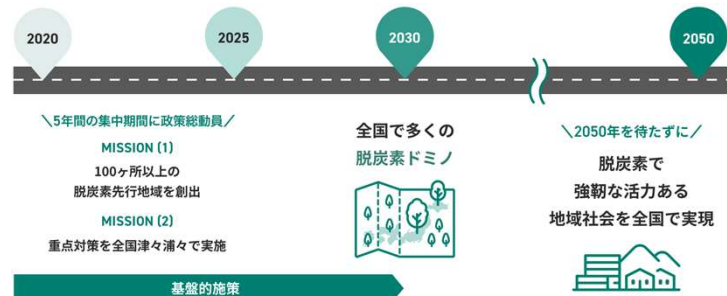 2020
2025
2030
2050
＼5年間の集中期間に政策総動員／
MISSION (1)
100ヶ所以上の
脱炭素先行地域を創出
MISSION (2)
重点対策を全国津々浦々で実施
基盤的施策
全国で多くの
脱炭素ドミノ
＼2050年を待たずに／
脱炭素で
強靭な活力ある
地域社会を全国で実現